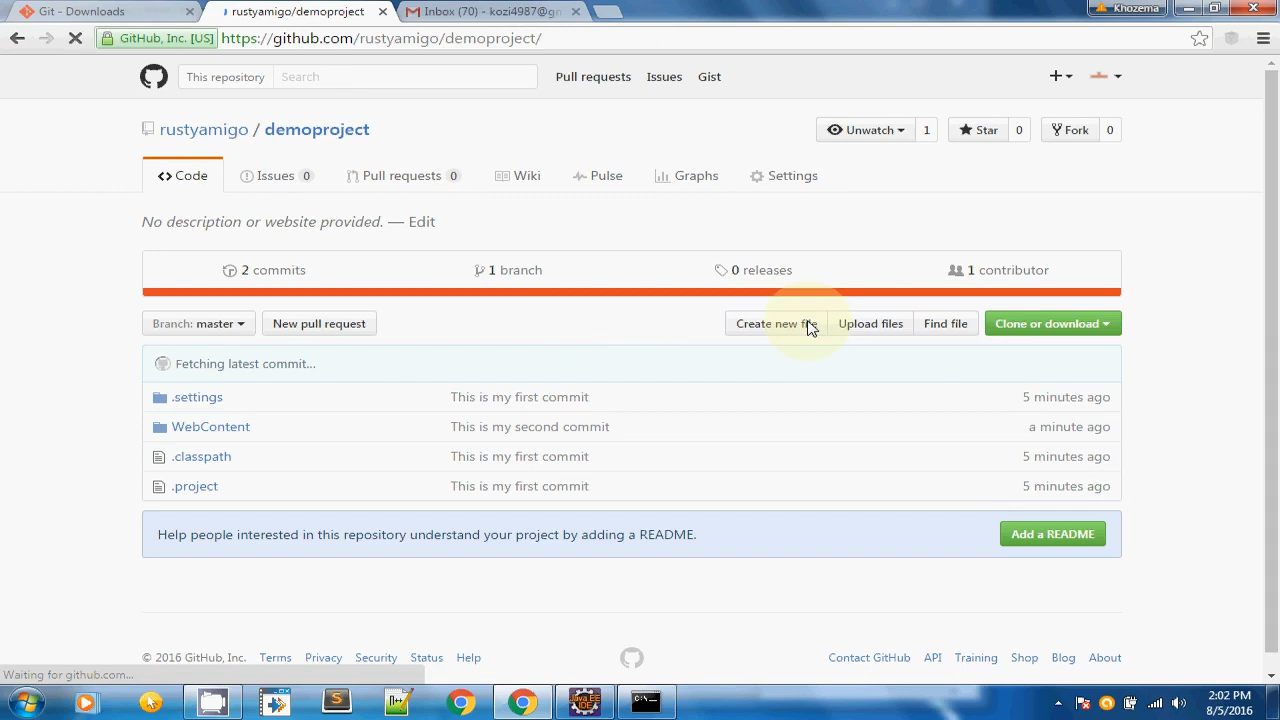 Git - Downloads
rustyamigo/demoproject
Inbox (70) - kozi4987@gn
Khozema
GitHub, Inc. [US]
https://github.com/rustyamigo/demoproject/
This repository
Search
Pull requests
Issues
Gist
rustyamigo / demoproject
Unwatch
1
Star
0
Fork
0
Code
Issues 0
Pull requests 0
Wiki
Pulse
Graphs
Settings
No description or website provided. — Edit
2 commits
1 branch
0 releases
1 contributor
Branch: master
New pull request
Create new file
Upload files
Find file
Clone or download
Fetching latest commit...
.settings
This is my first commit
5 minutes ago
WebContent
This is my second commit
a minute ago
.classpath
This is my first commit
5 minutes ago
.project
This is my first commit
5 minutes ago
Help people interested in this repository understand your project by adding a README.
Add a README
© 2016 GitHub, Inc.
Terms
Privacy
Security
Status
Help
Contact GitHub
API
Training
Shop
Blog
About
Waiting for github.com...
Java EE
IDE
C:\_
2:02 PM
8/5/2016